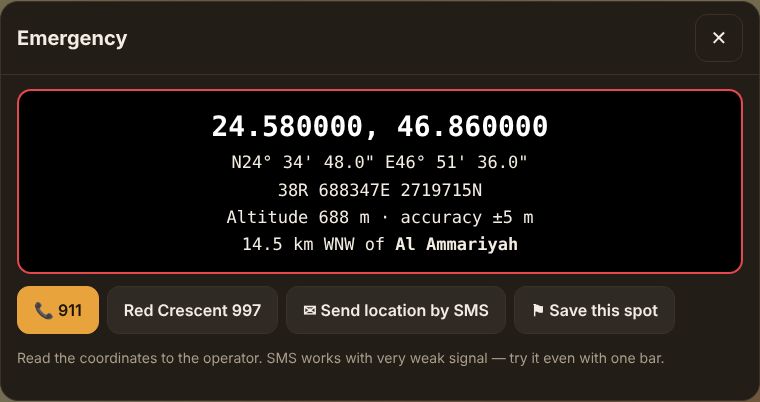 Emergency
✕
24.580000, 46.860000
N24° 34' 48.0" E46° 51' 36.0"
38R 688347E 2719715N
Altitude 688 m · accuracy ±5 m
14.5 km WNW of Al Ammariyah
📞 911
Red Crescent 997
✉ Send location by SMS
⚑ Save this spot
Read the coordinates to the operator. SMS works with very weak signal — try it even with one bar.